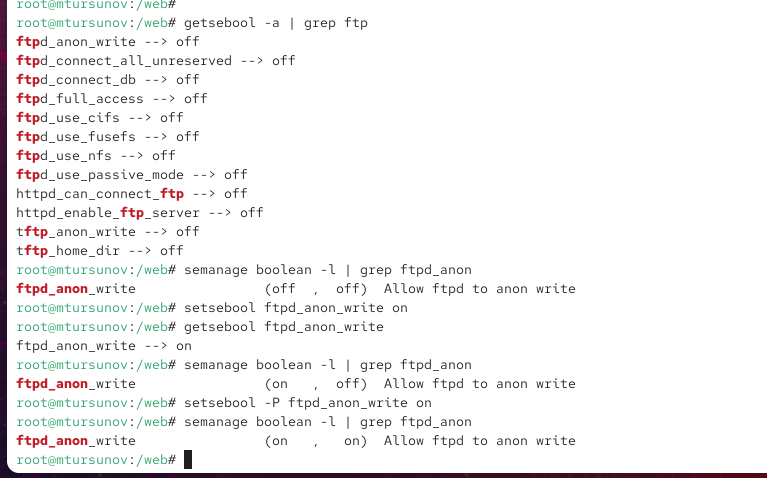 root@mtursunov:/web#
root@mtursunov:/web# getsebool -a | grep ftp
ftpd_anon_write --> off
ftpd_connect_all_unreserved --> off
ftpd_connect_db --> off
ftpd_full_access --> off
ftpd_use_cifs --> off
ftpd_use_fusefs --> off
ftpd_use_nfs --> off
ftpd_use_passive_mode --> off
httpd_can_connect_ftp --> off
httpd_enable_ftp_server --> off
tftp_anon_write --> off
tftp_home_dir --> off
root@mtursunov:/web# semanage boolean -l | grep ftpd_anon
ftpd_anon_write                (off  ,  off)  Allow ftpd to anon write
root@mtursunov:/web# setsebool ftpd_anon_write on
root@mtursunov:/web# getsebool ftpd_anon_write
ftpd_anon_write --> on
root@mtursunov:/web# semanage boolean -l | grep ftpd_anon
ftpd_anon_write                (on   ,  off)  Allow ftpd to anon write
root@mtursunov:/web# setsebool -P ftpd_anon_write on
root@mtursunov:/web# semanage boolean -l | grep ftpd_anon
ftpd_anon_write                (on   ,   on)  Allow ftpd to anon write
root@mtursunov:/web#